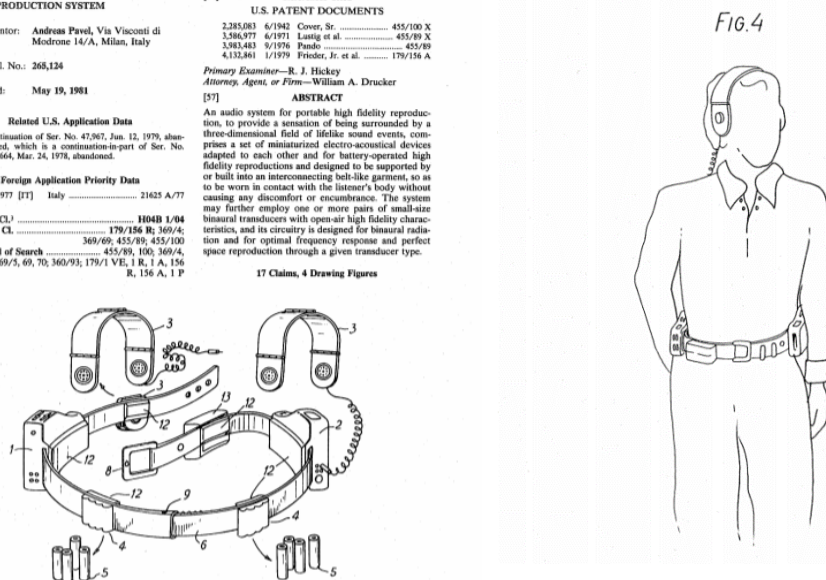 RODUCTION SYSTEM
ntor: Andreas Pavel, Via Visconti di
Modrone 14/A, Milan, Italy
l. No.: 265,124
d: May 19, 1981
Related U.S. Application Data
tinuation of Ser. No. 47,967, Jun. 12, 1979, aban-
ed, which is a continuation-in-part of Ser. No.
664, Mar. 24, 1978, abandoned.
Foreign Application Priority Data
977 [IT] Italy ........................ 21625 A/77
CL.³ ........................ H04B 1/04
Cl. ........................ 179/156 R; 369/4;
369/69; 455/89; 455/100
l of Search ............ 455/89, 100; 369/4,
69/5, 69, 70; 360/93; 179/1 VE, 1 R, 1 A, 156
R, 156 A, 1 P
U.S. PATENT DOCUMENTS
2,285,083 6/1942 Cover, Sr. .................. 455/100 X
3,586,977 6/1971 Lustig et al. .................. 455/89 X
3,983,483 9/1976 Pando .................. 455/89
4,132,861 1/1979 Frieder, Jr. et al. .......... 179/156 A
Primary Examiner—R. J. Hickey
Attorney, Agent, or Firm—William A. Drucker
[57] ABSTRACT
An audio system for portable high fidelity reproduc-
tion, to provide a sensation of being surrounded by a
three-dimensional field of lifelike sound events, com-
prises a set of miniaturized electro-acoustical devices
adapted to each other and for battery-operated high
fidelity reproductions and designed to be supported by
or built into an interconnecting belt-like garment, so as
to be worn in contact with the listener's body without
causing any discomfort or encumbrance. The system
may further employ one or more pairs of small-size
binaural transducers with open-air high fidelity charac-
teristics, and its circuitry is designed for binaural radia-
tion and for optimal frequency response and perfect
space reproduction through a given transducer type.
17 Claims, 4 Drawing Figures
3
3
3
13
12
12
1
2
12
8
12
12
9
4
4
6
5
5
FIG.4